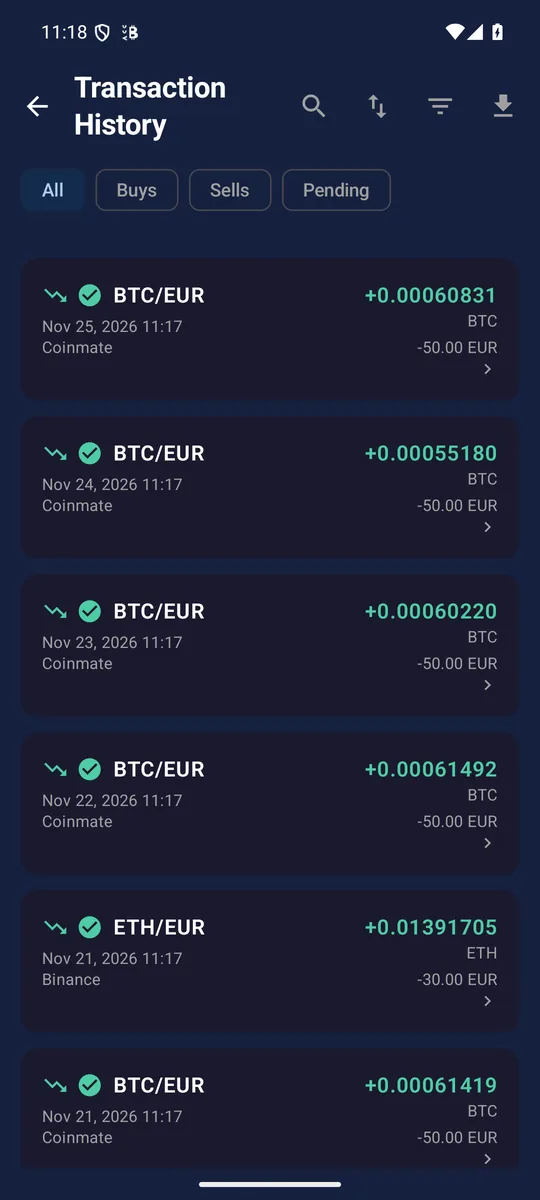 11:18
Transaction
History
All
Buys
Sells
Pending
BTC/EUR
+0.00060831
BTC
Nov 25, 2026 11:17
Coinmate
-50.00 EUR
BTC/EUR
+0.00055180
BTC
Nov 24, 2026 11:17
Coinmate
-50.00 EUR
BTC/EUR
+0.00060220
BTC
Nov 23, 2026 11:17
Coinmate
-50.00 EUR
BTC/EUR
+0.00061492
BTC
Nov 22, 2026 11:17
Coinmate
-50.00 EUR
ETH/EUR
+0.01391705
ETH
Nov 21, 2026 11:17
Binance
-30.00 EUR
BTC/EUR
+0.00061419
BTC
Nov 21, 2026 11:17
Coinmate
-50.00 EUR